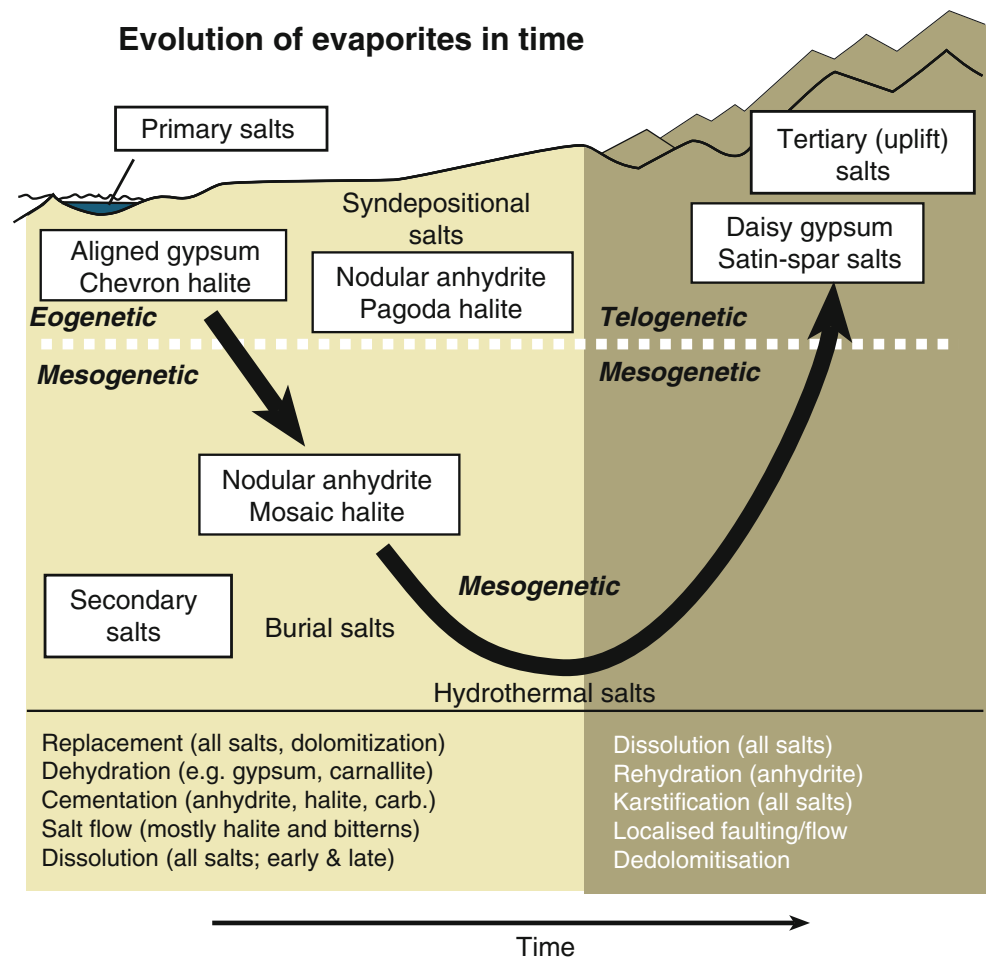 Evolution of evaporites in time
Primary salts
Tertiary (uplift)
salts
Syndepositional
salts
Aligned gypsum
Chevron halite
Nodular anhydrite
Pagoda halite
Daisy gypsum
Satin-spar salts
Eogenetic
Telogenetic
Mesogenetic
Mesogenetic
Nodular anhydrite
Mosaic halite
Mesogenetic
Secondary
salts
Burial salts
Hydrothermal salts
Replacement (all salts, dolomitization)
Dehydration (e.g. gypsum, carnallite)
Cementation (anhydrite, halite, carb.)
Salt flow (mostly halite and bitterns)
Dissolution (all salts; early & late)
Dissolution (all salts)
Rehydration (anhydrite)
Karstification (all salts)
Localised faulting/flow
Dedolomitisation
Time